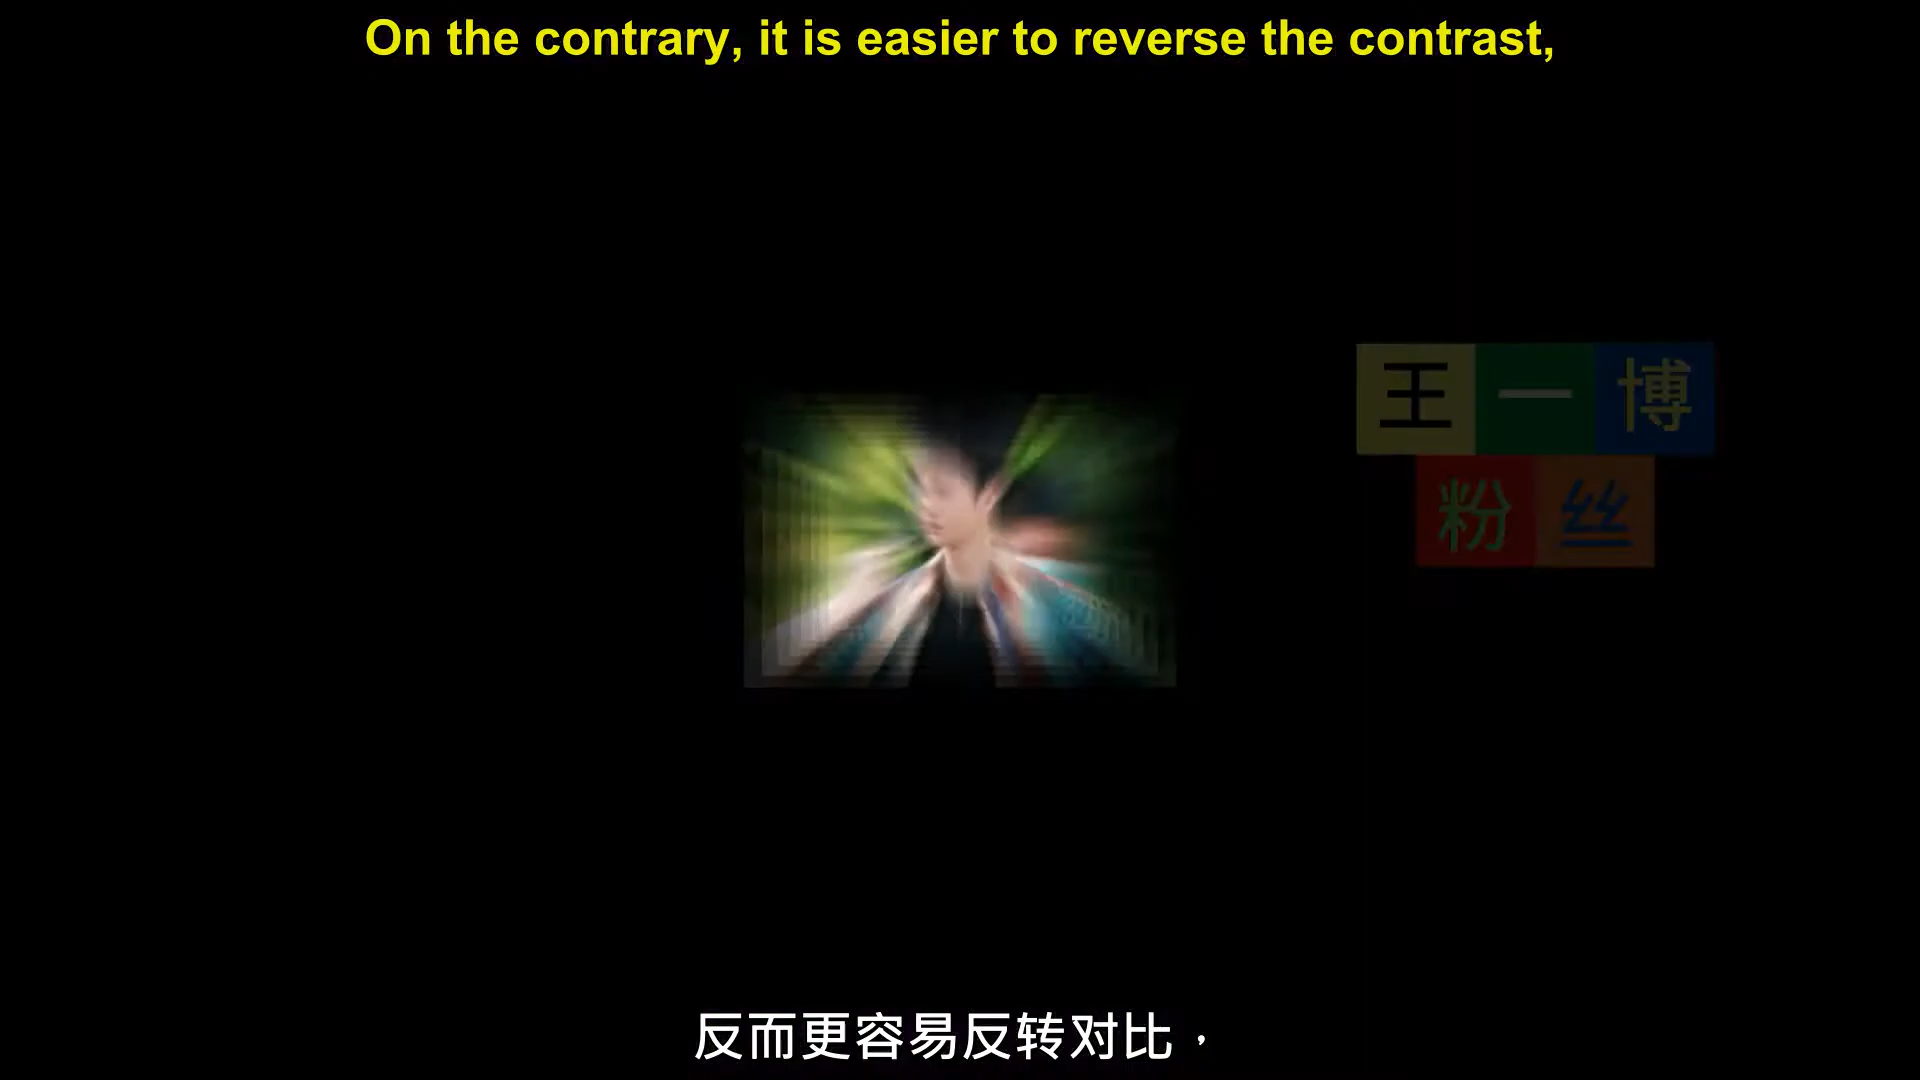 On the contrary, it is easier to reverse the contrast,
王一博
粉丝
反而更容易反转对比，